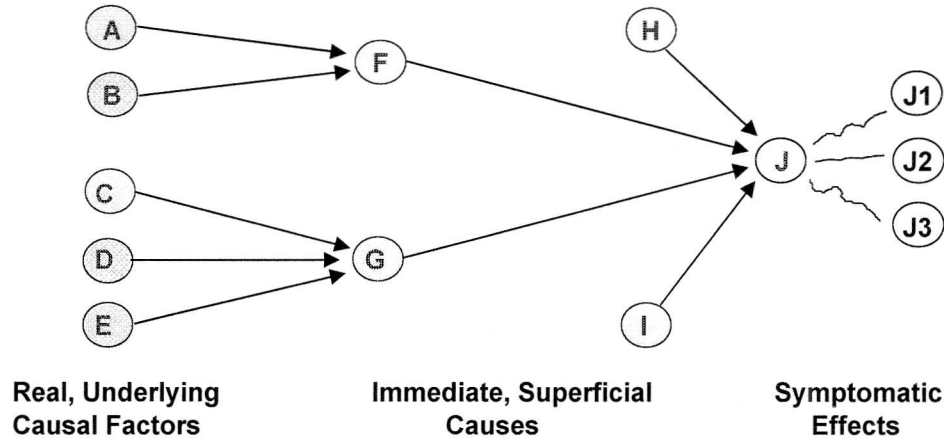 A
H
F
B
J1
J
J2
C
J3
D
G
E
I
Real, Underlying
Causal Factors
Immediate, Superficial
Causes
Symptomatic
Effects